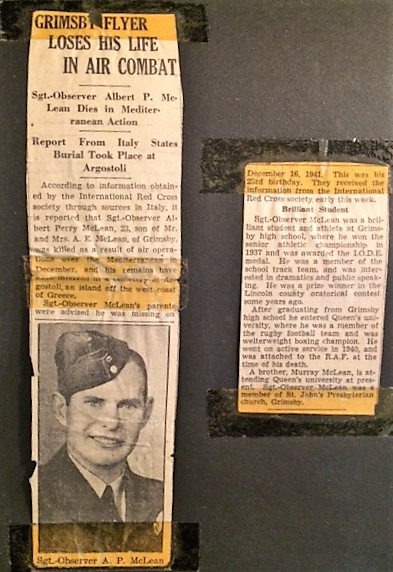 GRIMSBY FLYER
LOSES HIS LIFE
IN AIR COMBAT
Sgt.-Observer Albert P. Mc-
Lean Dies in Mediter-
ranean Action
Report From Italy States
Burial Took Place at
Argostoli
According to information obtain-
ed by the International Red Cross
society through sources in Italy, it
is reported that Sgt.-Observer Al-
bert Perry McLean, 23, son of Mr.
and Mrs. A. E. McLean, of Grimsby,
was killed as a result of air opera-
tions over the Mediterranean in
December, and his remains have
in a cemetery at Ar-
gostoli, an island off the west coast
of Greece.
Sgt.-Observer McLean's parents
were advised he was missing on
Sgt.-Observer A. P. McLean
December 16, 1941. This was his
23rd birthday. They received the
information from the International
Red Cross society early this week.
Brilliant Student
Sgt.-Observer McLean was a bril-
liant student and athlete at Grims-
by high school, where he won the
senior athletic championship in
1937 and was awarded the I.O.D.E.
medal. He was a member of the
school track team, and was inter-
ested in dramatics and public speak-
ing. He was a prize winner in the
Lincoln county oratorical contest
some years ago.
After graduating from Grimsby
high school he entered Queen's uni-
versity, where he was a member of
the rugby football team and was
welterweight boxing champion. He
went on active service in 1940, and
was attached to the R.A.F. at the
time of his death.
A brother, Murray McLean, is at-
tending Queen's university at pres-
ent. Sgt.-Observer McLean was a
member of St. John's Presbyterian
church, Grimsby.